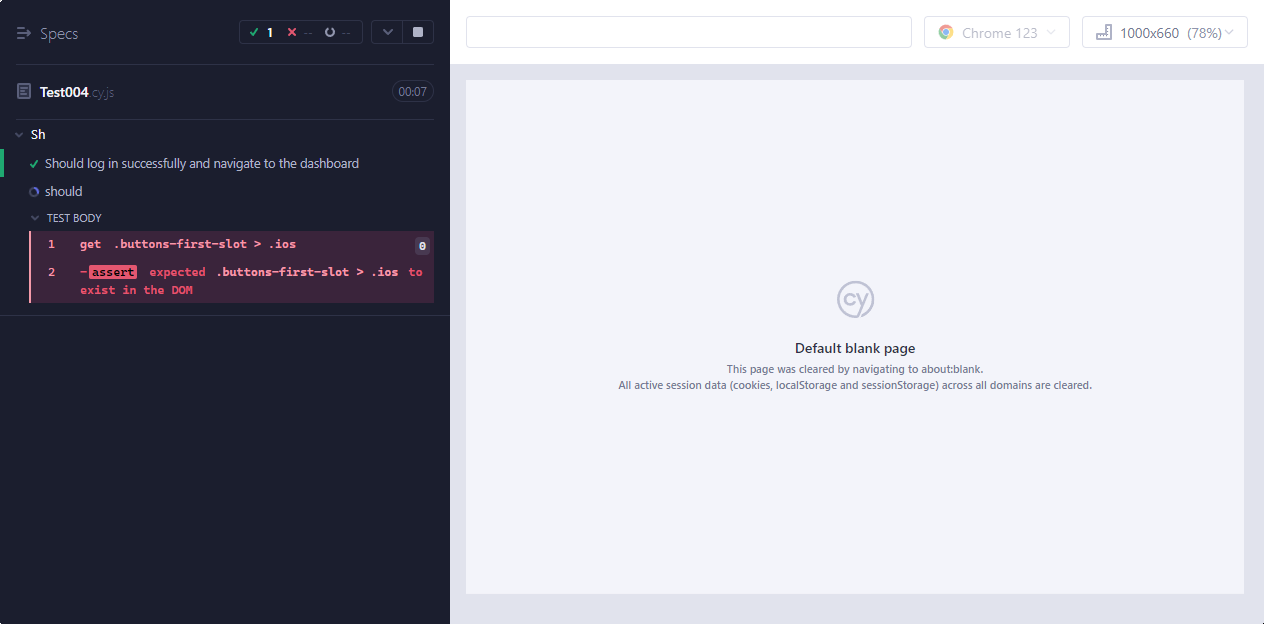 Specs
1
--
--
Test004.cy.js
00:07
Sh
Should log in successfully and navigate to the dashboard
should
TEST BODY
1 get .buttons-first-slot > .ios 0
2 -assert expected .buttons-first-slot > .ios to
exist in the DOM
Chrome 123
1000x660 (78%)
cy
Default blank page
This page was cleared by navigating to about:blank.
All active session data (cookies, localStorage and sessionStorage) across all domains are cleared.